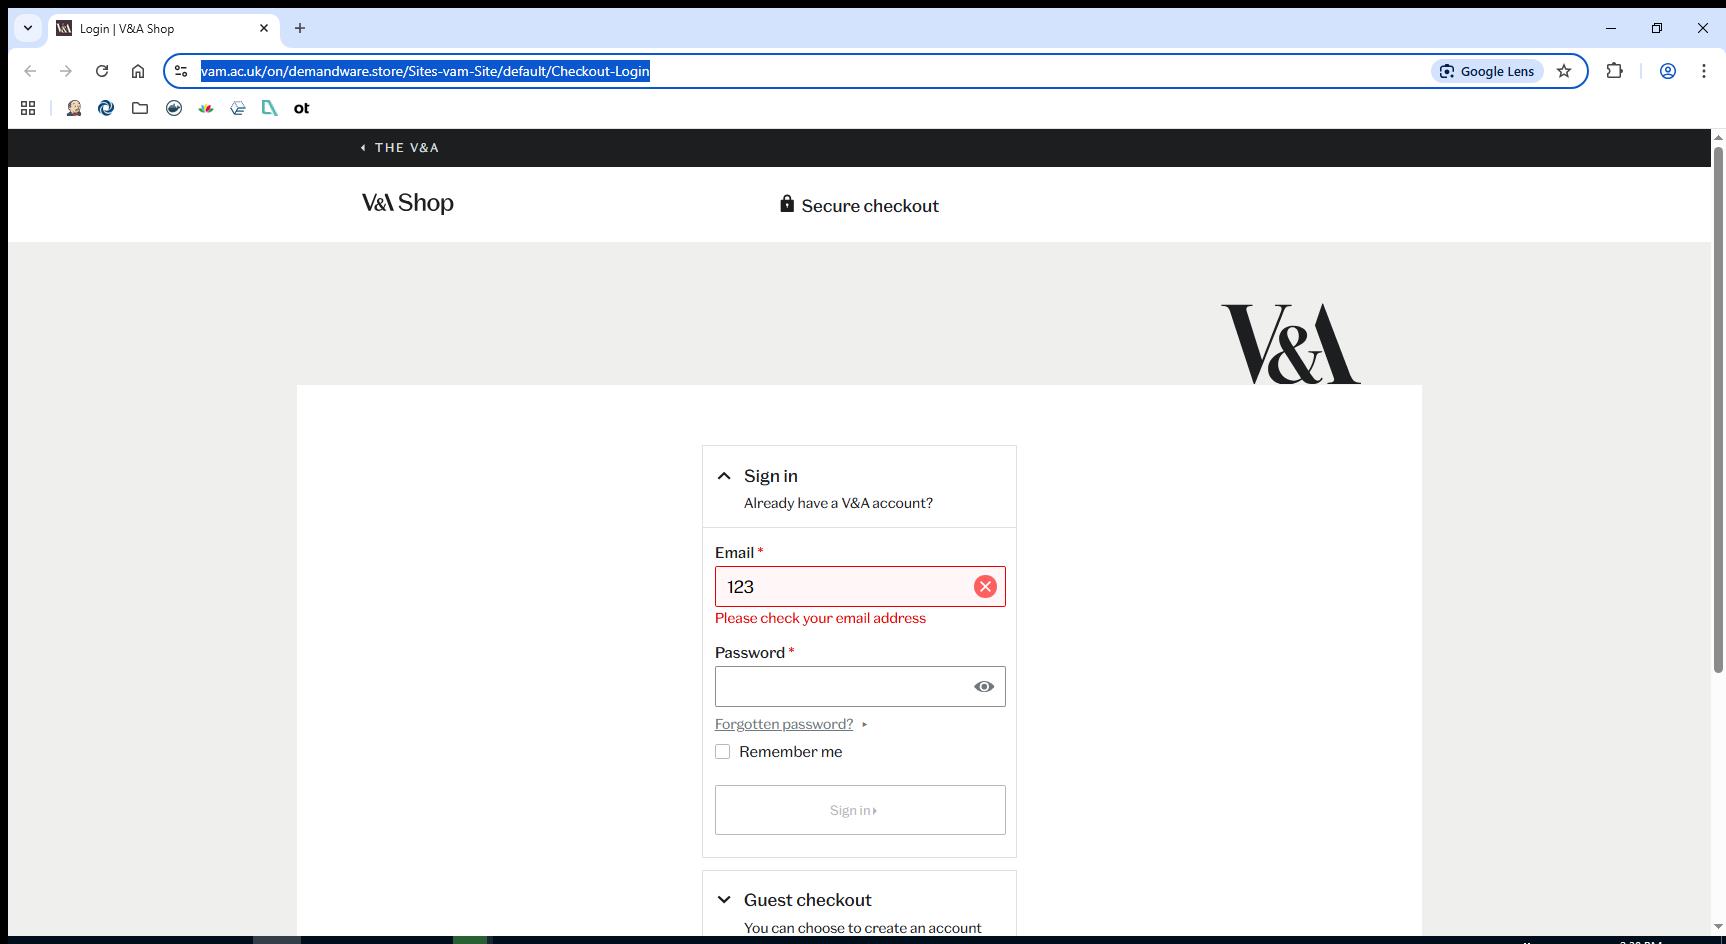 Login | V&A Shop
vam.ac.uk/on/demandware.store/Sites-vam-Site/default/Checkout-Login
Google Lens
ot
THE V&A
V&A Shop
Secure checkout
V&A
Sign in
Already have a V&A account?
Email *
123
Please check your email address
Password *
Forgotten password?
Remember me
Sign in
Guest checkout
You can choose to create an account